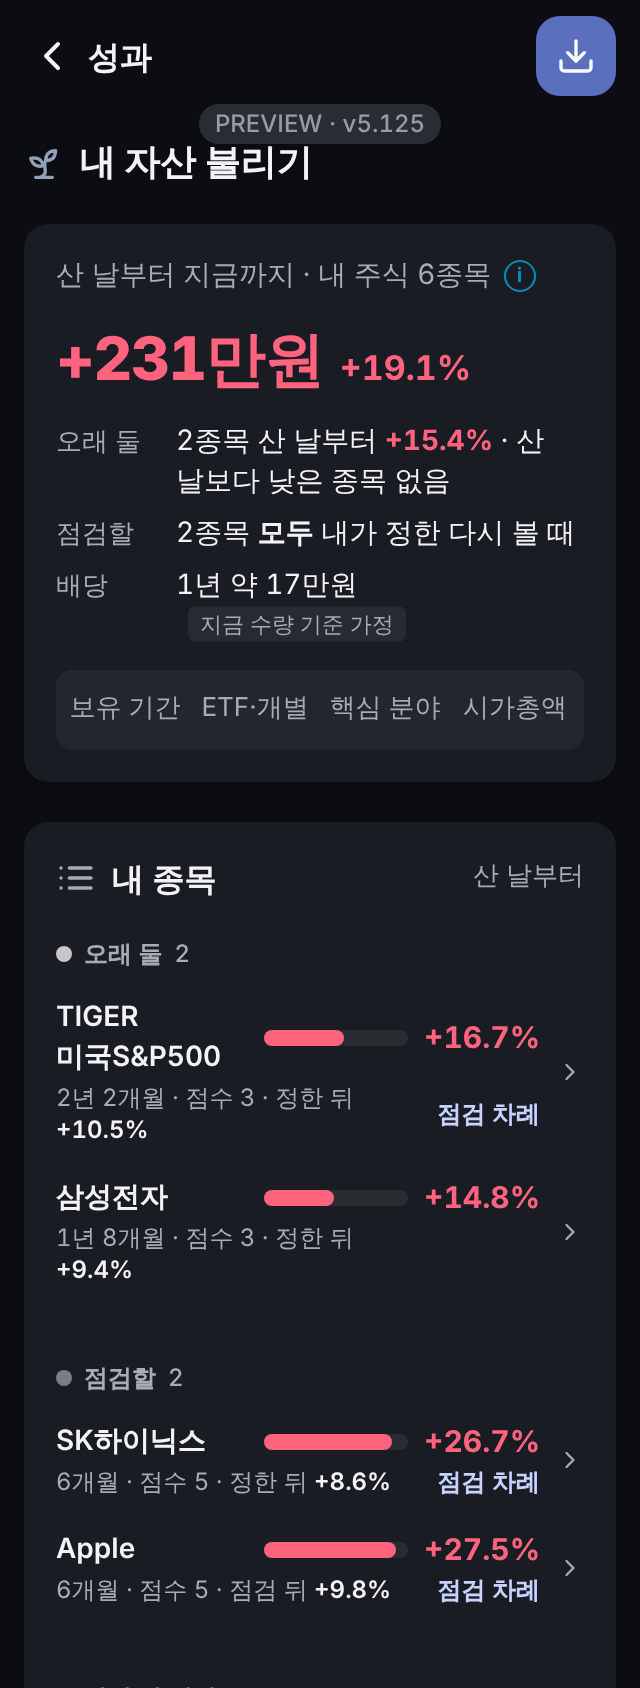 성과
PREVIEW · v5.125
내 자산 불리기
산 날부터 지금까지 · 내 주식 6종목 i
+231만원 +19.1%
오래 둘 2종목 산 날부터 +15.4% · 산
날보다 낮은 종목 없음
점검할 2종목 모두 내가 정한 다시 볼 때
배당 1년 약 17만원
지금 수량 기준 가정
보유 기간 ETF·개별 핵심 분야 시가총액
내 종목 산 날부터
오래 둘 2
TIGER
미국S&P500 +16.7%
2년 2개월 · 점수 3 · 정한 뒤
+10.5% 점검 차례
삼성전자 +14.8%
1년 8개월 · 점수 3 · 정한 뒤
+9.4%
점검할 2
SK하이닉스 +26.7%
6개월 · 점수 5 · 정한 뒤 +8.6% 점검 차례
Apple +27.5%
6개월 · 점수 5 · 점검 뒤 +9.8% 점검 차례